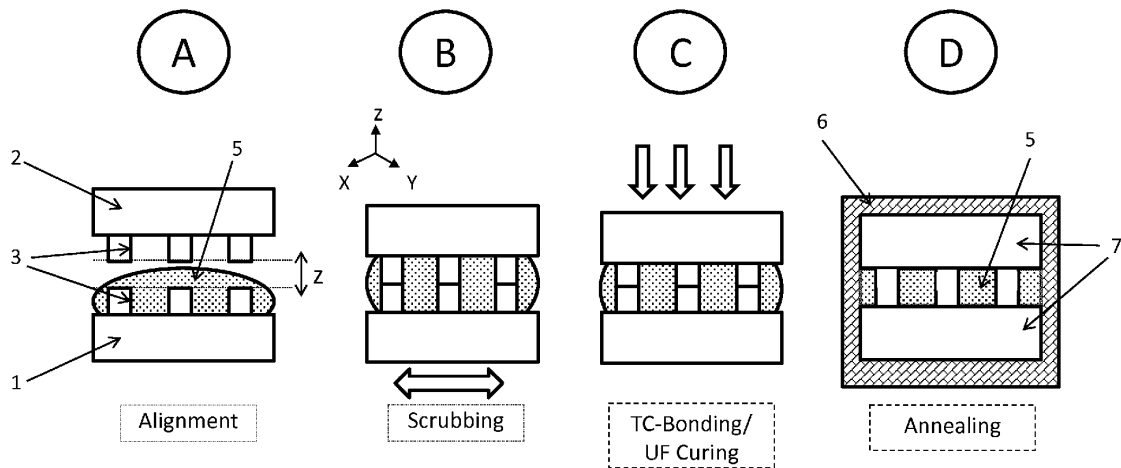 A
B
C
D
2
5
3
Z
1
Z
X
Y
6
5
7
Alignment
Scrubbing
TC-Bonding/
UF Curing
Annealing